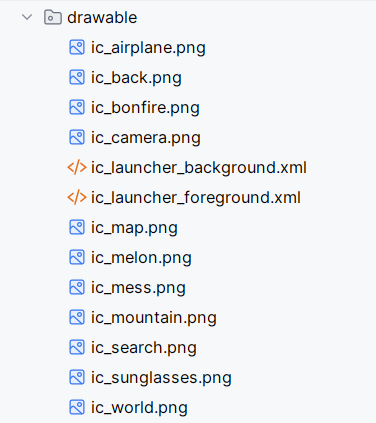 drawable
ic_airplane.png
ic_back.png
ic_bonfire.png
ic_camera.png
ic_launcher_background.xml
ic_launcher_foreground.xml
ic_map.png
ic_melon.png
ic_mess.png
ic_mountain.png
ic_search.png
ic_sunglasses.png
ic_world.png